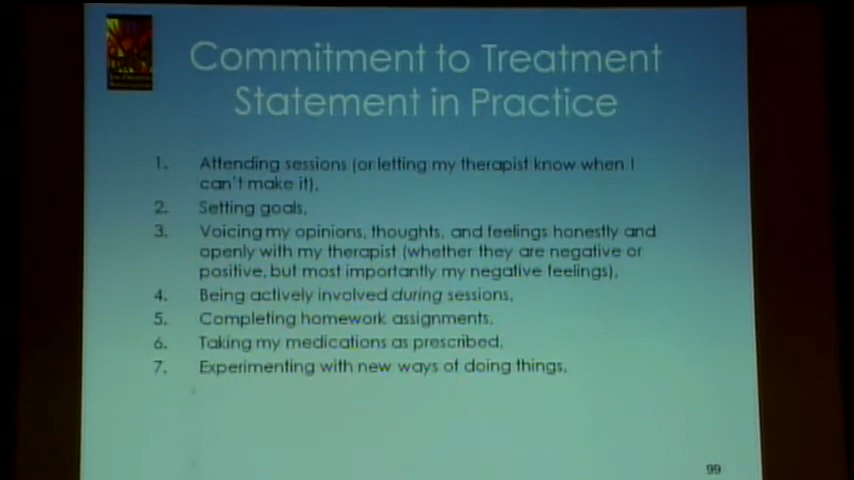 Commitment to Treatment
Statement in Practice
1. Attending sessions (or letting my therapist know when I
can't make it),
2. Setting goals,
3. Voicing my opinions, thoughts, and feelings honestly and
openly with my therapist (whether they are negative or
positive, but most importantly my negative feelings),
4. Being actively involved during sessions,
5. Completing homework assignments,
6. Taking my medications as prescribed,
7. Experimenting with new ways of doing things,
99